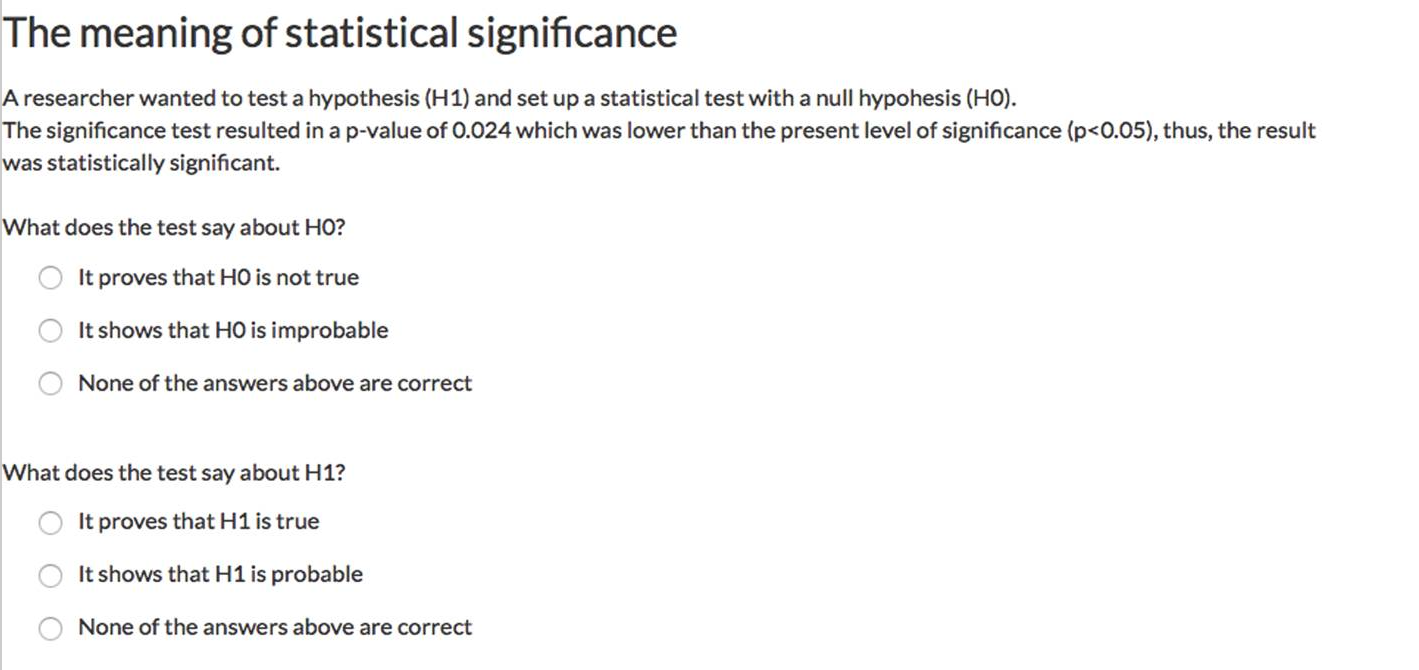 The meaning of statistical significance
A researcher wanted to test a hypothesis (H1) and set up a statistical test with a null hypohesis (H0).
The significance test resulted in a p-value of 0.024 which was lower than the present level of significance (p<0.05), thus, the result
was statistically significant.
What does the test say about H0?
It proves that H0 is not true
It shows that H0 is improbable
None of the answers above are correct
What does the test say about H1?
It proves that H1 is true
It shows that H1 is probable
None of the answers above are correct